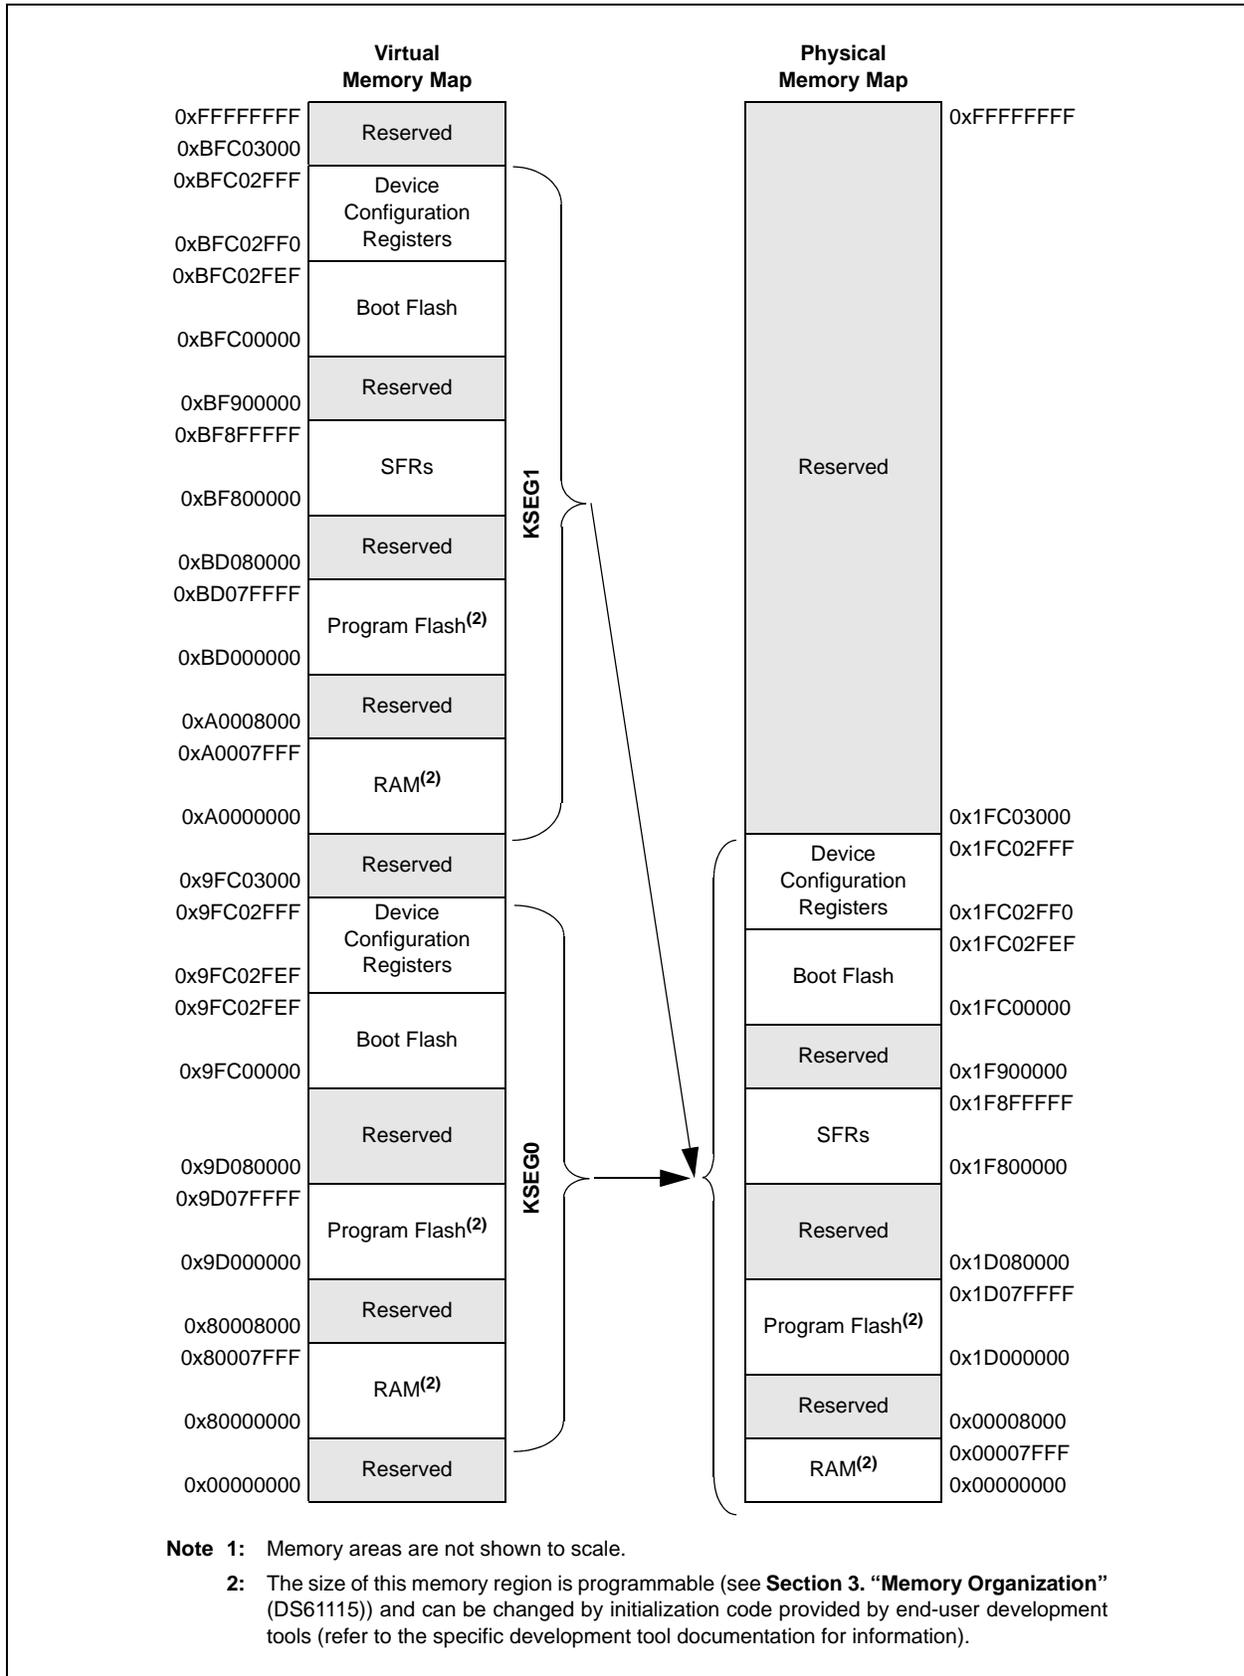 Virtual
Memory Map
0xFFFFFFFF
Reserved
0xBFC03000
0xBFC02FFF
Device
Configuration
Registers
0xBFC02FF0
0xBFC02FEF
Boot Flash
0xBFC00000
Reserved
0xBF900000
0xBF8FFFFF
SFRs
0xBF800000
Reserved
0xBD080000
0xBD07FFFF
Program Flash(2)
0xBD000000
Reserved
0xA0008000
0xA0007FFF
RAM(2)
0xA0000000
KSEG1
Reserved
0x9FC03000
0x9FC02FFF
Device
Configuration
Registers
0x9FC02FEF
0x9FC02FEF
Boot Flash
0x9FC00000
Reserved
0x9D080000
0x9D07FFFF
Program Flash(2)
0x9D000000
Reserved
0x80008000
0x80007FFF
RAM(2)
0x80000000
KSEG0
Reserved
0x00000000
Physical
Memory Map
0xFFFFFFFF
Reserved
0x1FC03000
0x1FC02FFF
Device
Configuration
Registers
0x1FC02FF0
0x1FC02FEF
Boot Flash
0x1FC00000
Reserved
0x1F900000
0x1F8FFFFF
SFRs
0x1F800000
Reserved
0x1D080000
0x1D07FFFF
Program Flash(2)
0x1D000000
Reserved
0x00008000
0x00007FFF
RAM(2)
0x00000000
Note 1: Memory areas are not shown to scale.
2: The size of this memory region is programmable (see Section 3. “Memory Organization”
(DS61115)) and can be changed by initialization code provided by end-user development
tools (refer to the specific development tool documentation for information).